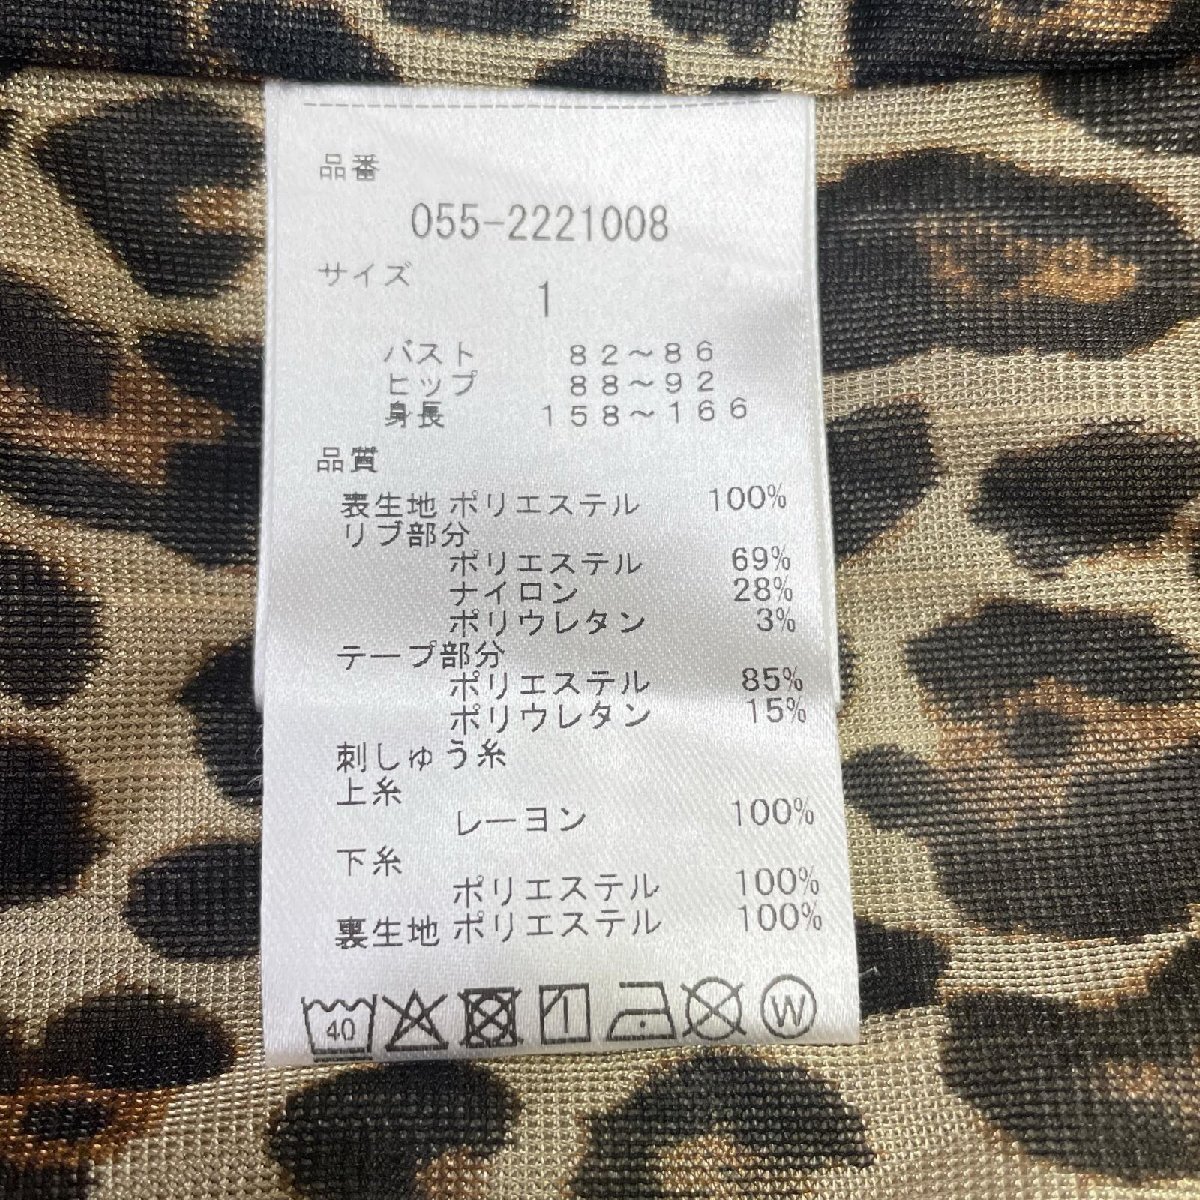 品番
055-2221008
サイズ
1
バスト 82～86
ヒップ 88～92
身長 158～166
品質
表生地 ポリエステル 100%
リブ部分
ポリエステル 69%
ナイロン 28%
ポリウレタン 3%
テープ部分
ポリエステル 85%
ポリウレタン 15%
刺しゅう糸
上糸
レーヨン 100%
下糸
ポリエステル 100%
裏生地 ポリエステル 100%
40 W